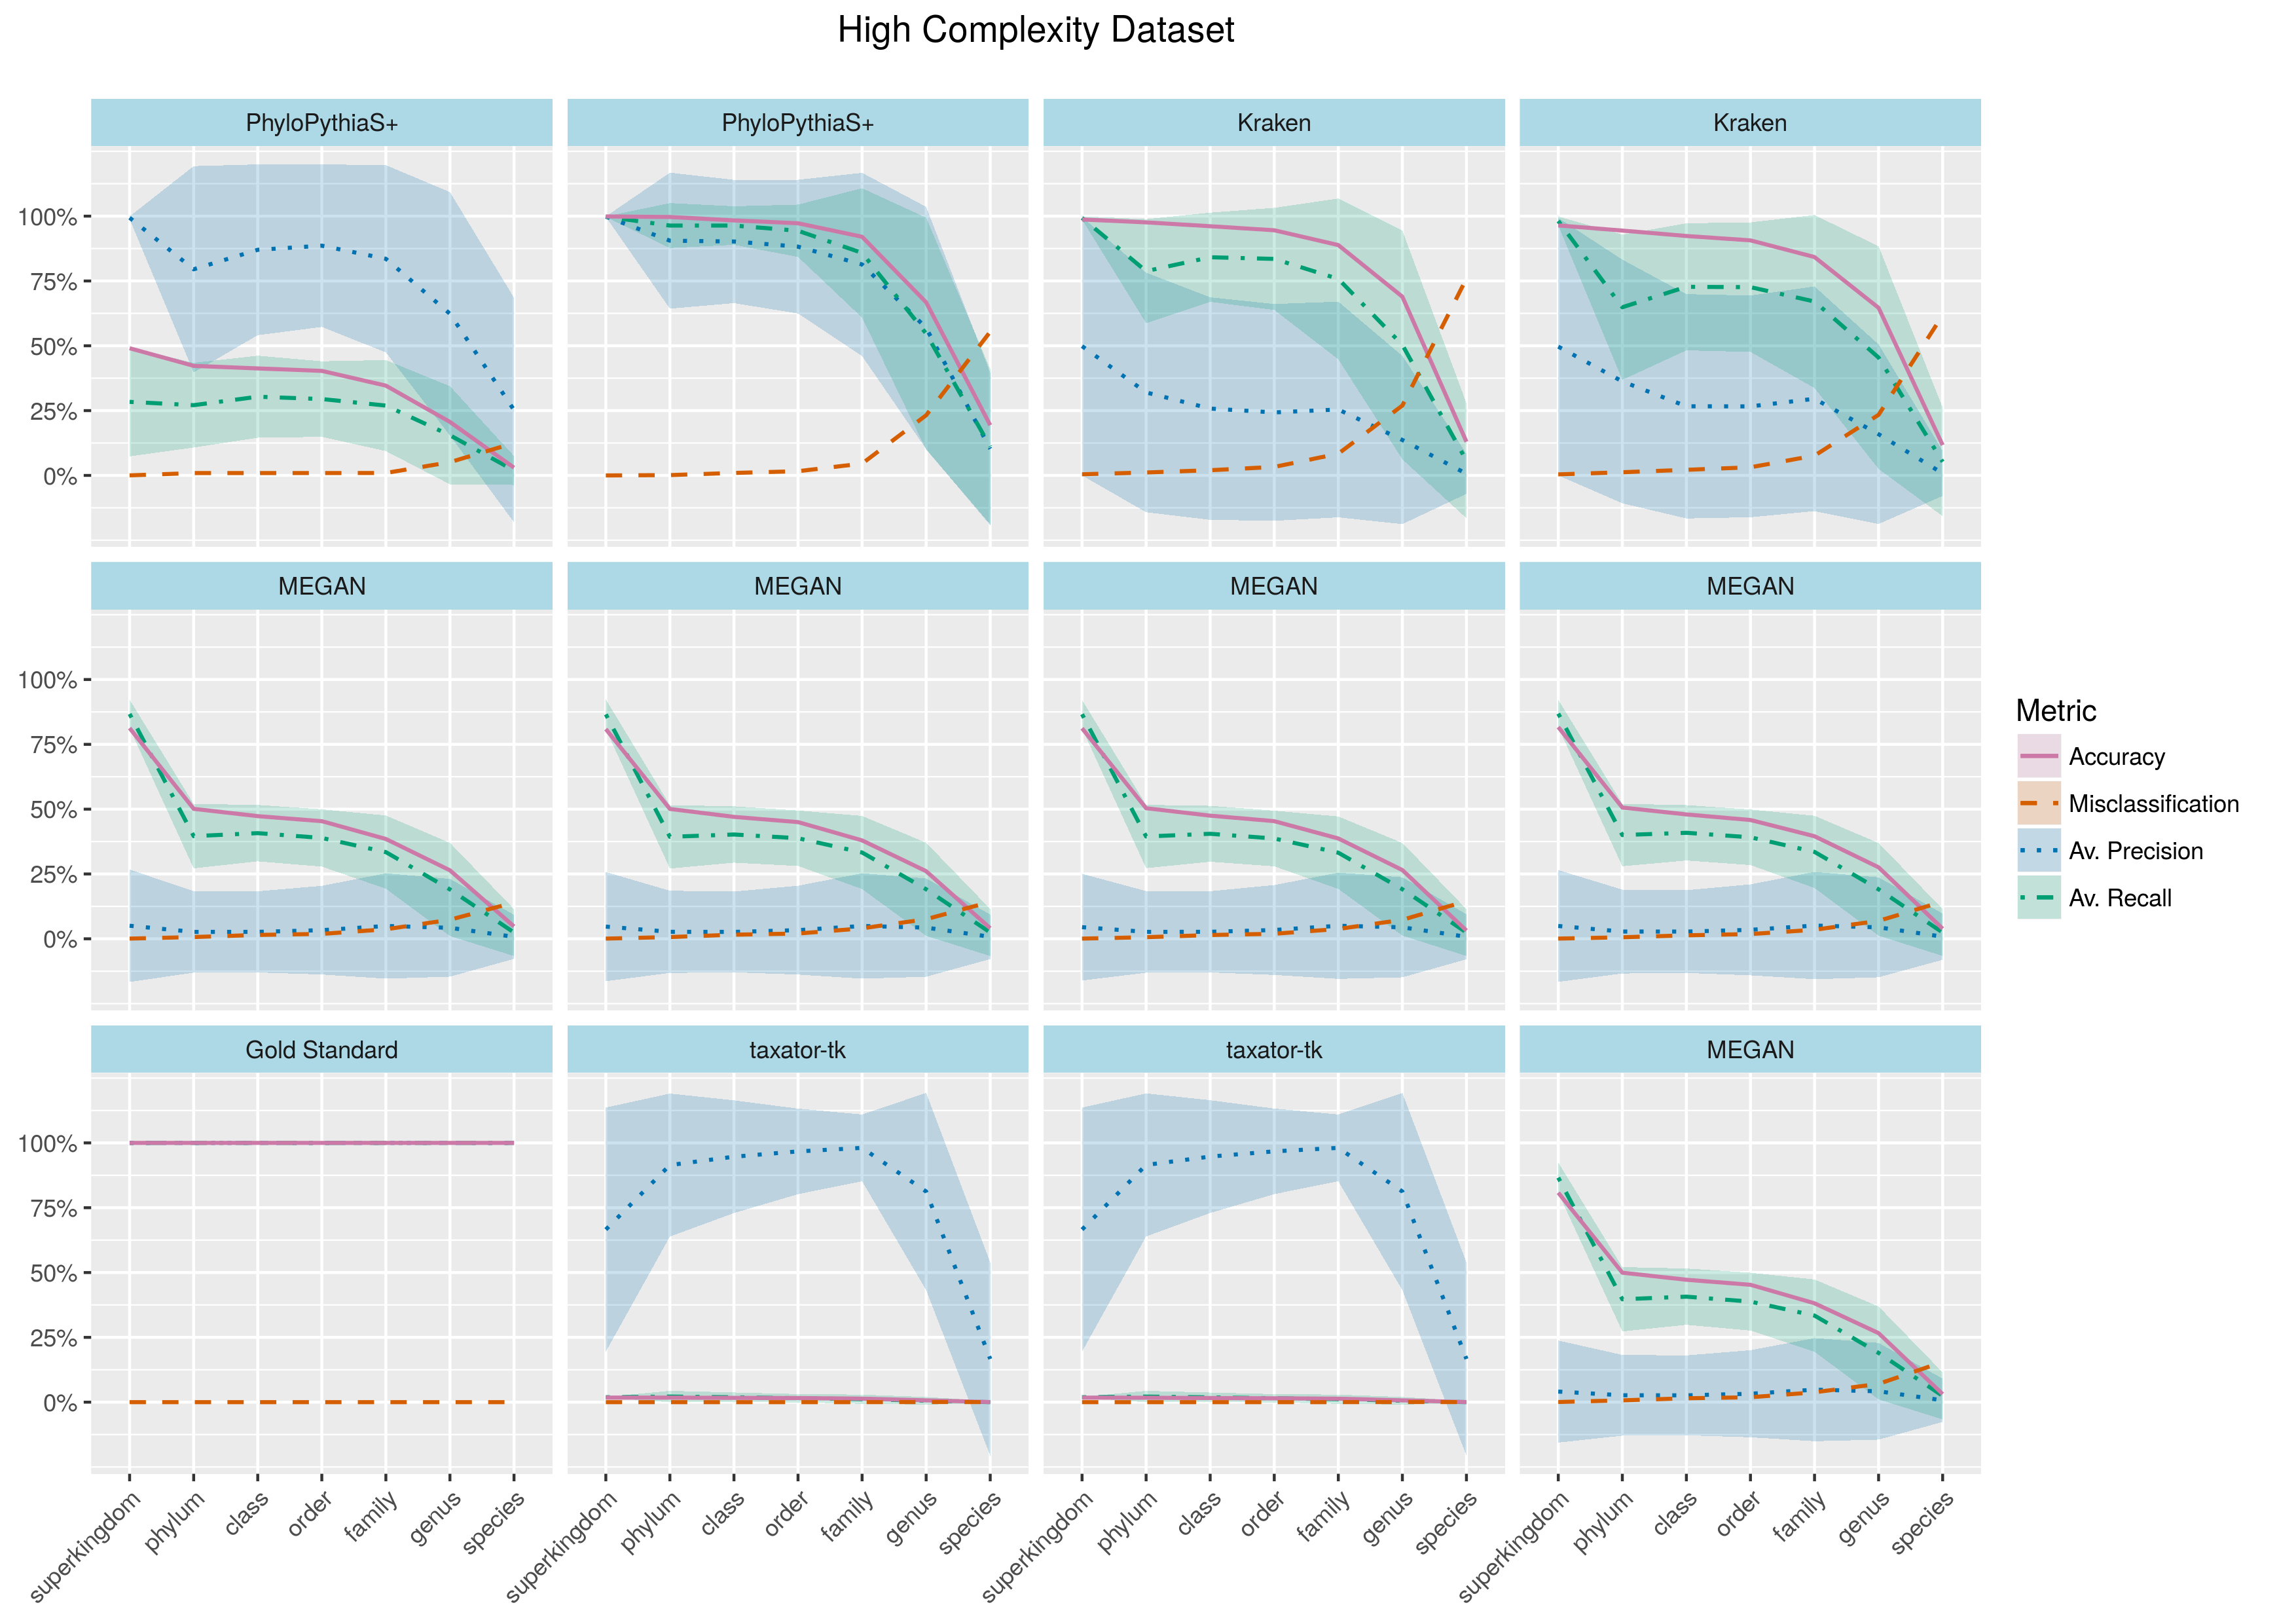 High Complexity Dataset
PhyloPythiaS+
PhyloPythiaS+
Kraken
Kraken
100%
75%
50%
25%
0%
MEGAN
MEGAN
MEGAN
MEGAN
100%
75%
50%
25%
0%
Gold Standard
taxator-tk
taxator-tk
MEGAN
100%
75%
50%
25%
0%
superkingdom
phylum
class
order
family
genus
species
superkingdom
phylum
class
order
family
genus
species
superkingdom
phylum
class
order
family
genus
species
superkingdom
phylum
class
order
family
genus
species
Metric
Accuracy
Misclassification
Av. Precision
Av. Recall